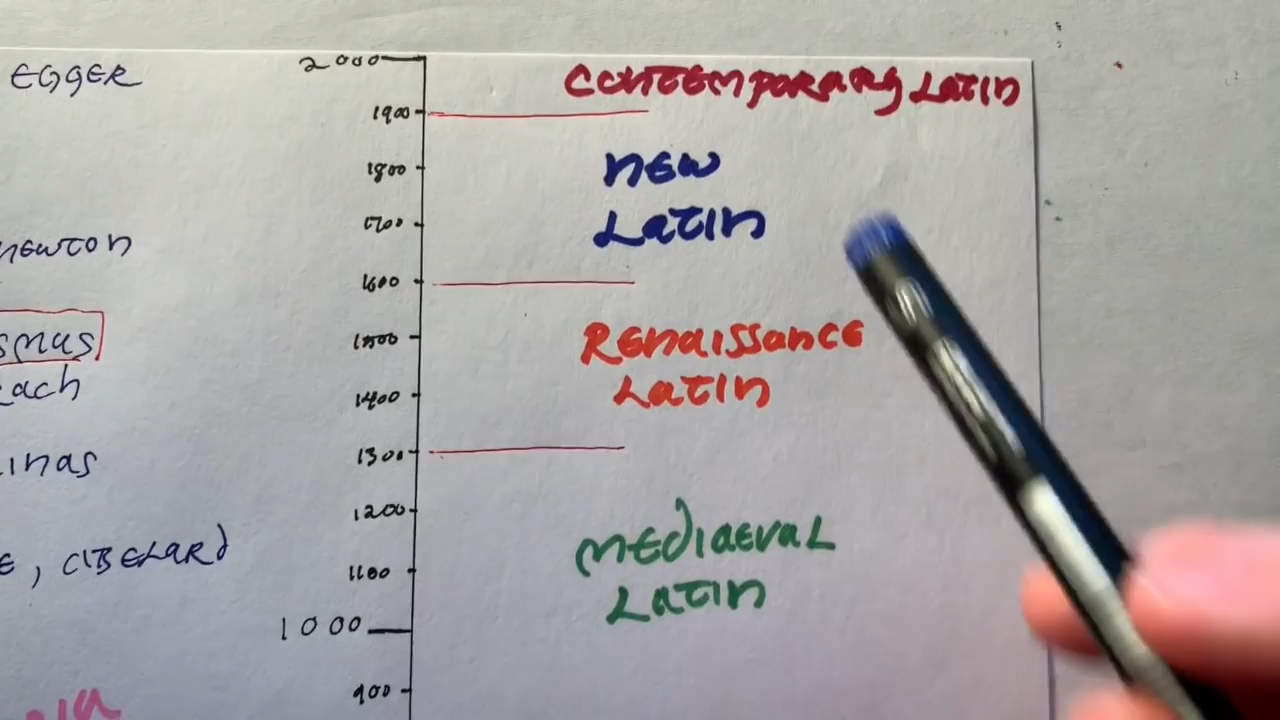 EGGER
2000
CONTEMPORARY LATIN
1900
NEW
1800
LATIN
1700
NEWTON
1600
RENAISSANCE
1500
SMUS
LATIN
1400
EACH
1300
INAS
1200
MEDIAEVAL
E, ABELARD
1100
LATIN
1000
900